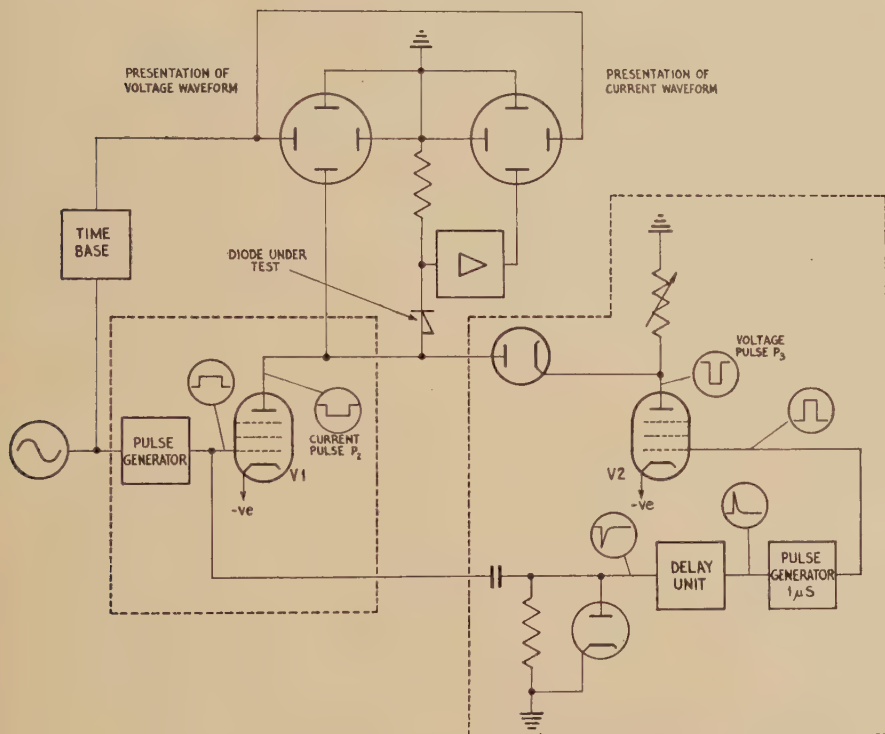 PRESENTATION OF
VOLTAGE WAVEFORM
PRESENTATION OF
CURRENT WAVEFORM
TIME
BASE
DIODE UNDER
TEST
VOLTAGE
PULSE P3
PULSE
GENERATOR
CURRENT
PULSE P2
V1
-ve
V2
-ve
DELAY
UNIT
PULSE
GENERATOR
1μS